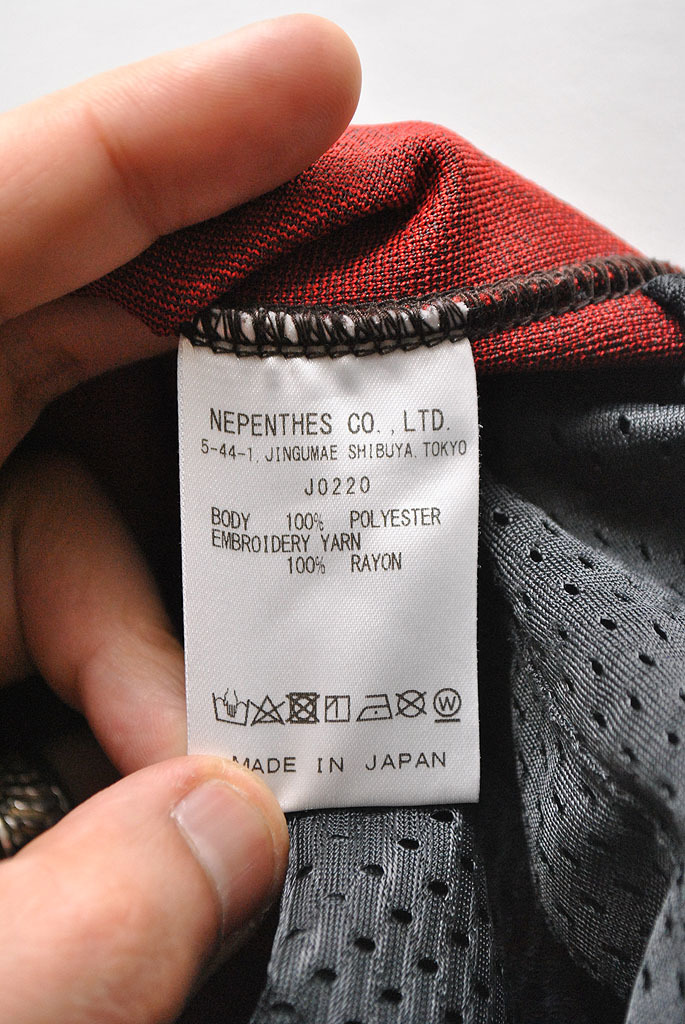 NEPENTHES CO., LTD.
5-44-1, JINGUMAE SHIBUYA, TOKYO
J0220
BODY 100% POLYESTER
EMBROIDERY YARN
100% RAYON
W
MADE IN JAPAN